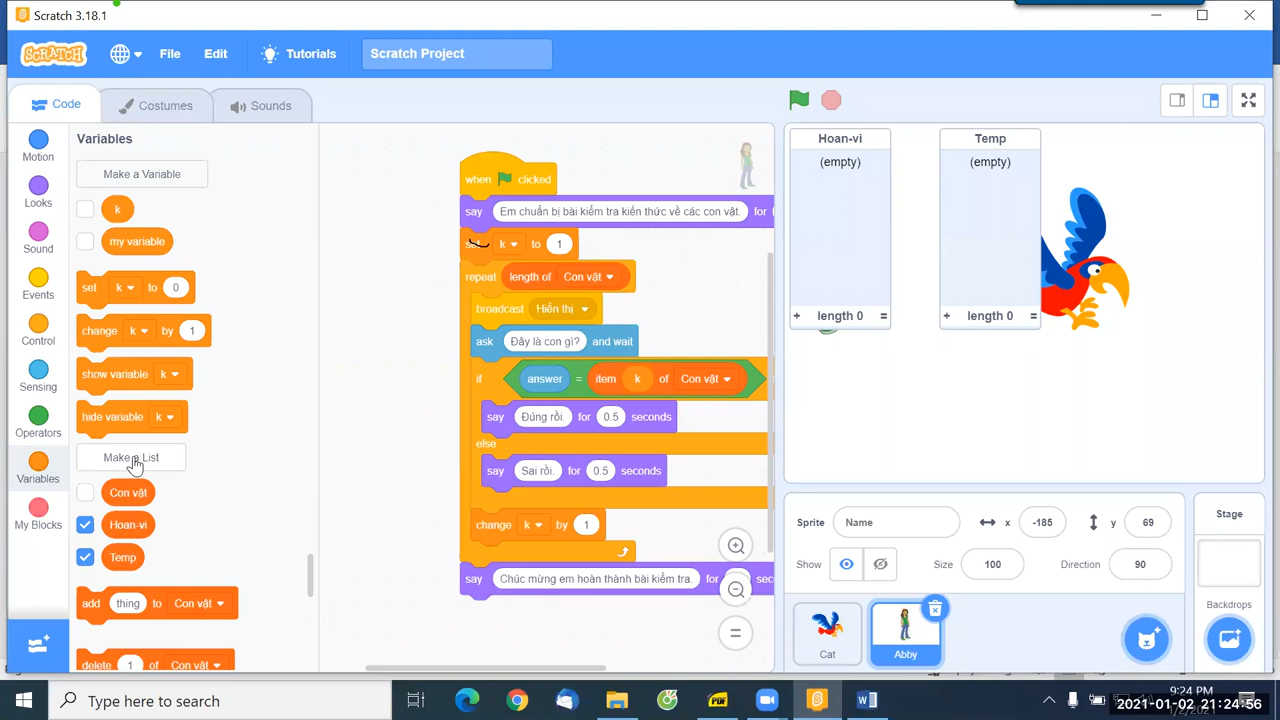 Scratch 3.18.1
SCRATCH File Edit Tutorials Scratch Project
Code Costumes Sounds
Motion
Looks
Sound
Events
Control
Sensing
Operators
Variables
My Blocks
Variables
Make a Variable
k
my variable
set k to 0
change k by 1
show variable k
hide variable k
Make a List
Con vật
Hoan-vi
Temp
add thing to Con vật
delete 1 of Con vật
when clicked
say Em chuẩn bị bài kiểm tra kiến thức về các con vật. for
set k to 1
repeat length of Con vật
broadcast Hiển thị
ask Đây là con gì? and wait
if answer = item k of Con vật
say Đúng rồi. for 0.5 seconds
else
say Sai rồi. for 0.5 seconds
change k by 1
say Chúc mừng em hoàn thành bài kiểm tra. for
Hoan-vi
(empty)
+ length 0 =
Temp
(empty)
+ length 0 =
Sprite Name x -185 y 69
Show Size 100 Direction 90
Cat
Abby
Stage
Backdrops
Type here to search
PDF
9:24 PM
2021-01-02 21:24:56